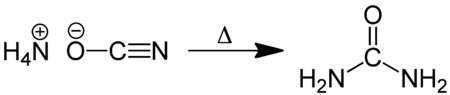 H₄N⊕ ⊖O—C≡N Δ O
H₂N C NH₂